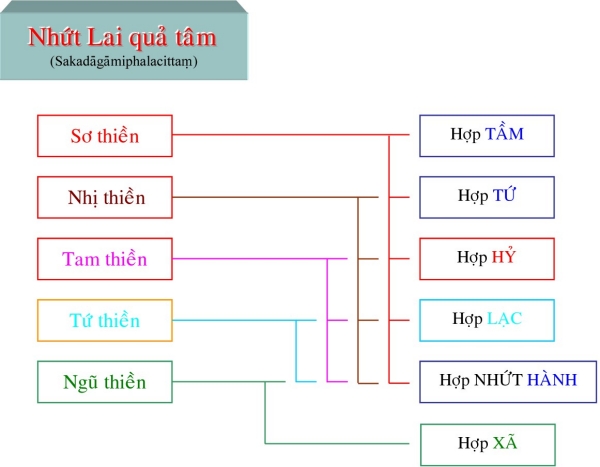 Nhứt Lai quả tâm
(Sakadāgāmiphalacittaṃ)
Sơ thiền
Hợp TẦM
Nhị thiền
Hợp TỨ
Tam thiền
Hợp HỶ
Tứ thiền
Hợp LẠC
Ngũ thiền
Hợp NHỨT HÀNH
Hợp XÃ